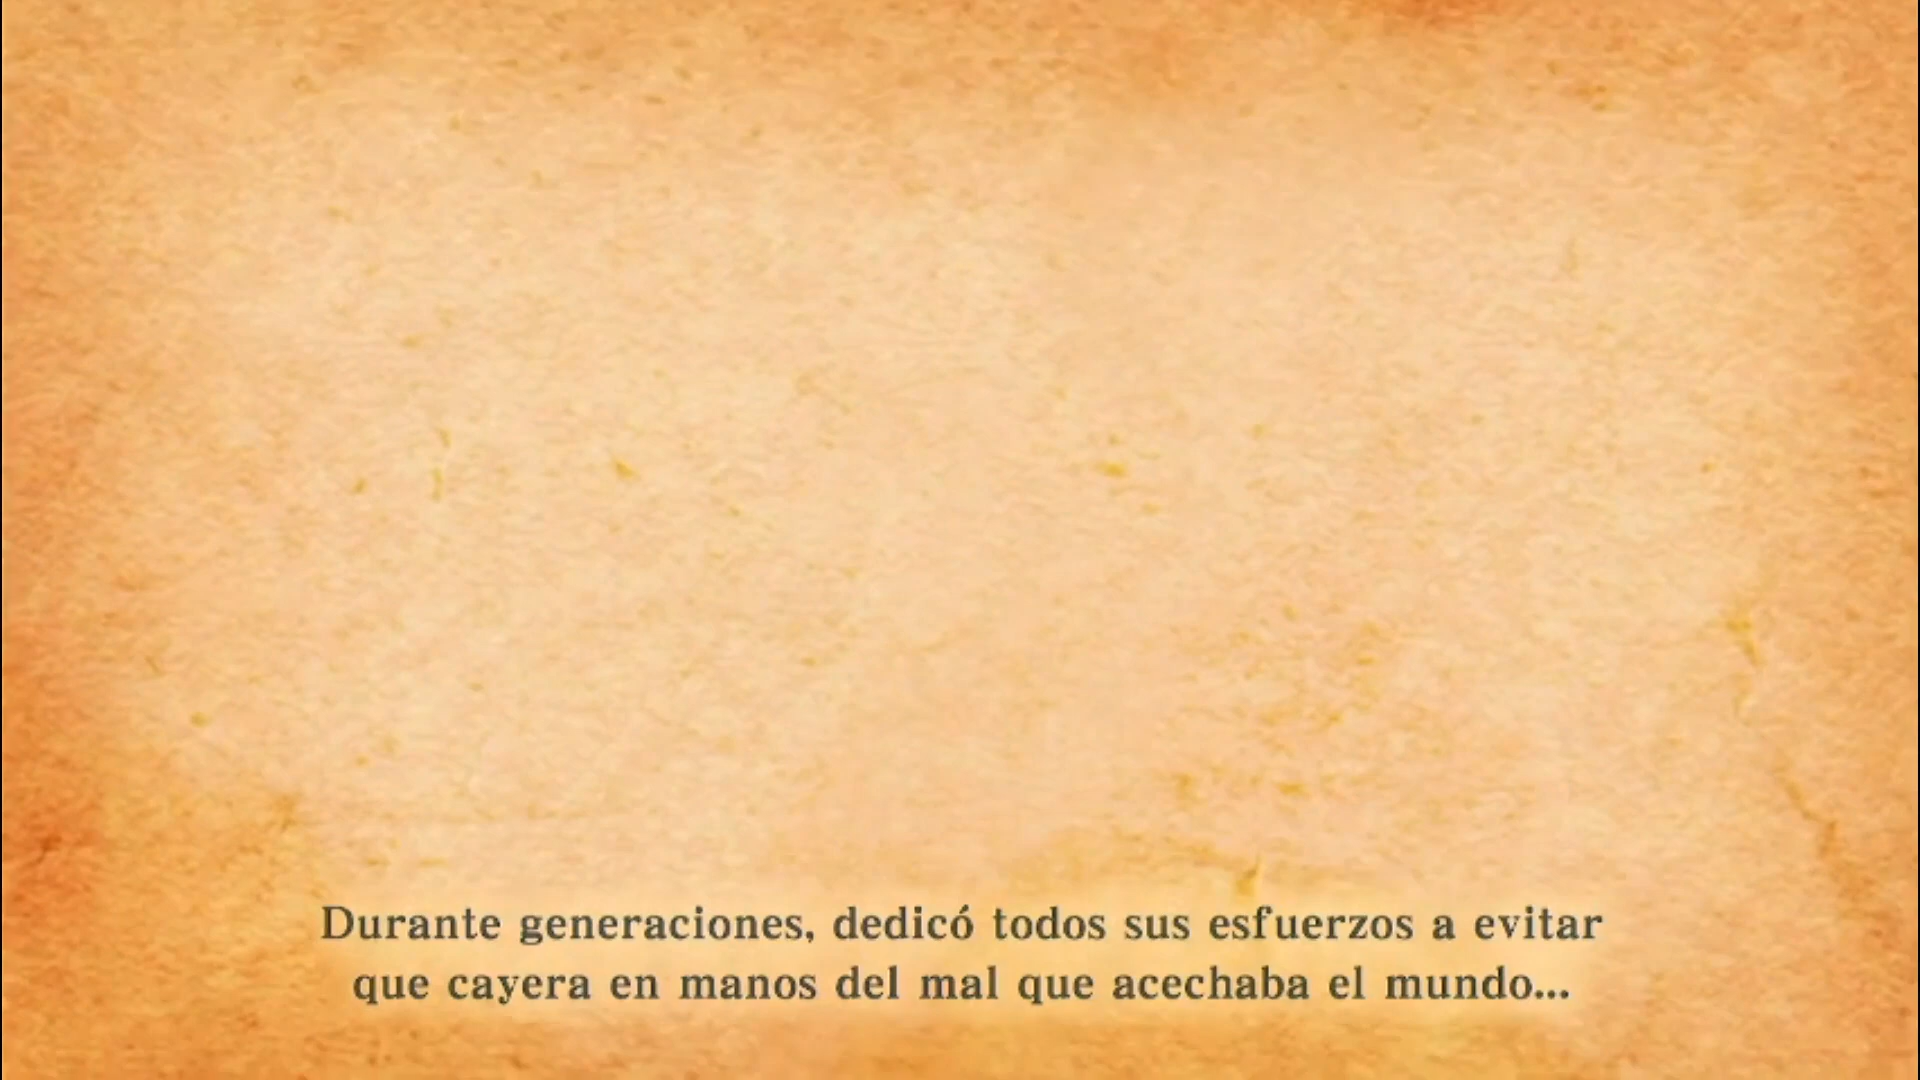 Durante generaciones, dedicó todos sus esfuerzos a evitar
que cayera en manos del mal que acechaba el mundo...